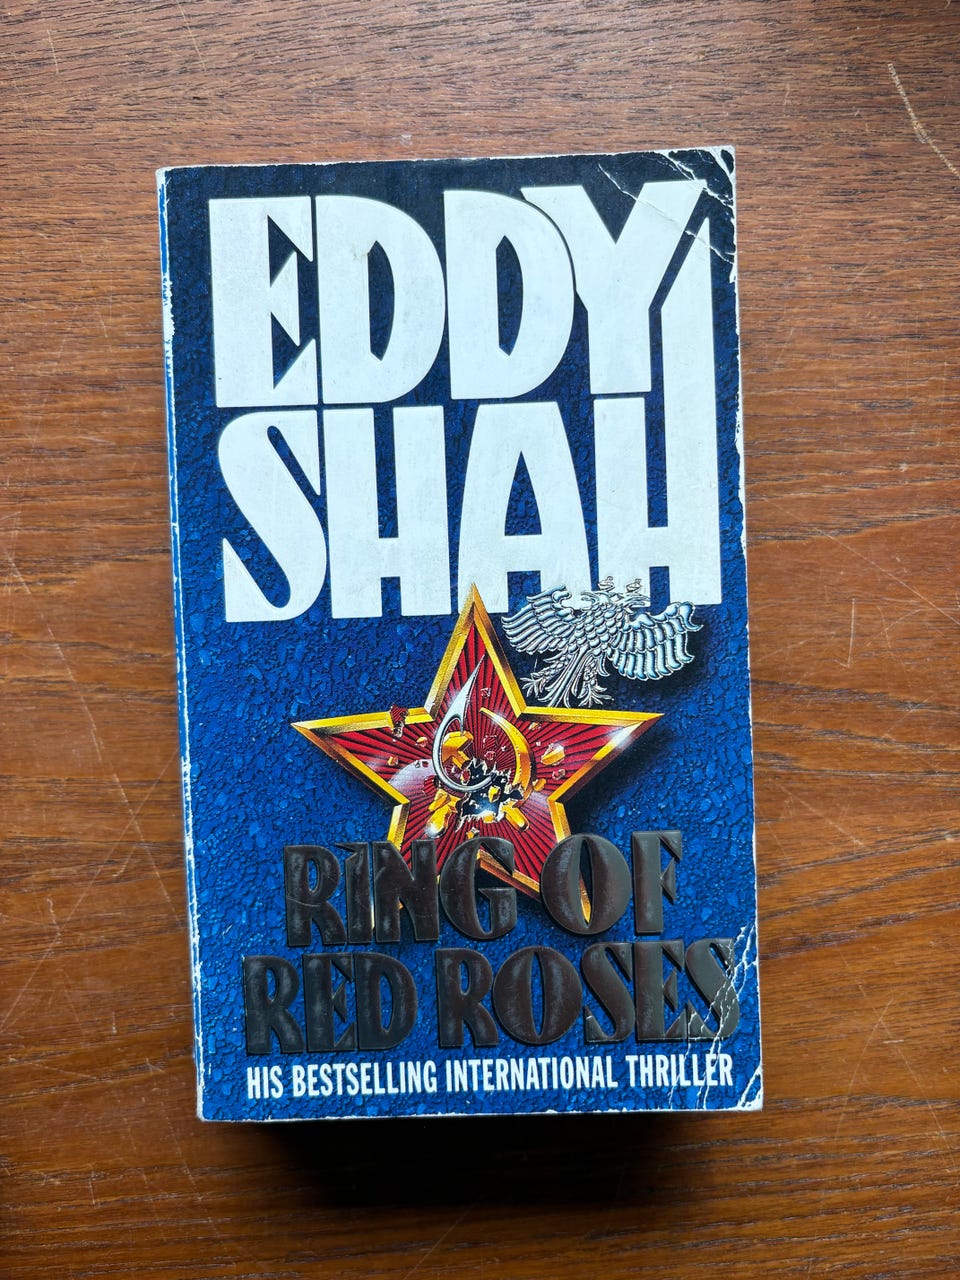 EDDY
SHAH
RING OF
RED ROSES
HIS BESTSELLING INTERNATIONAL THRILLER